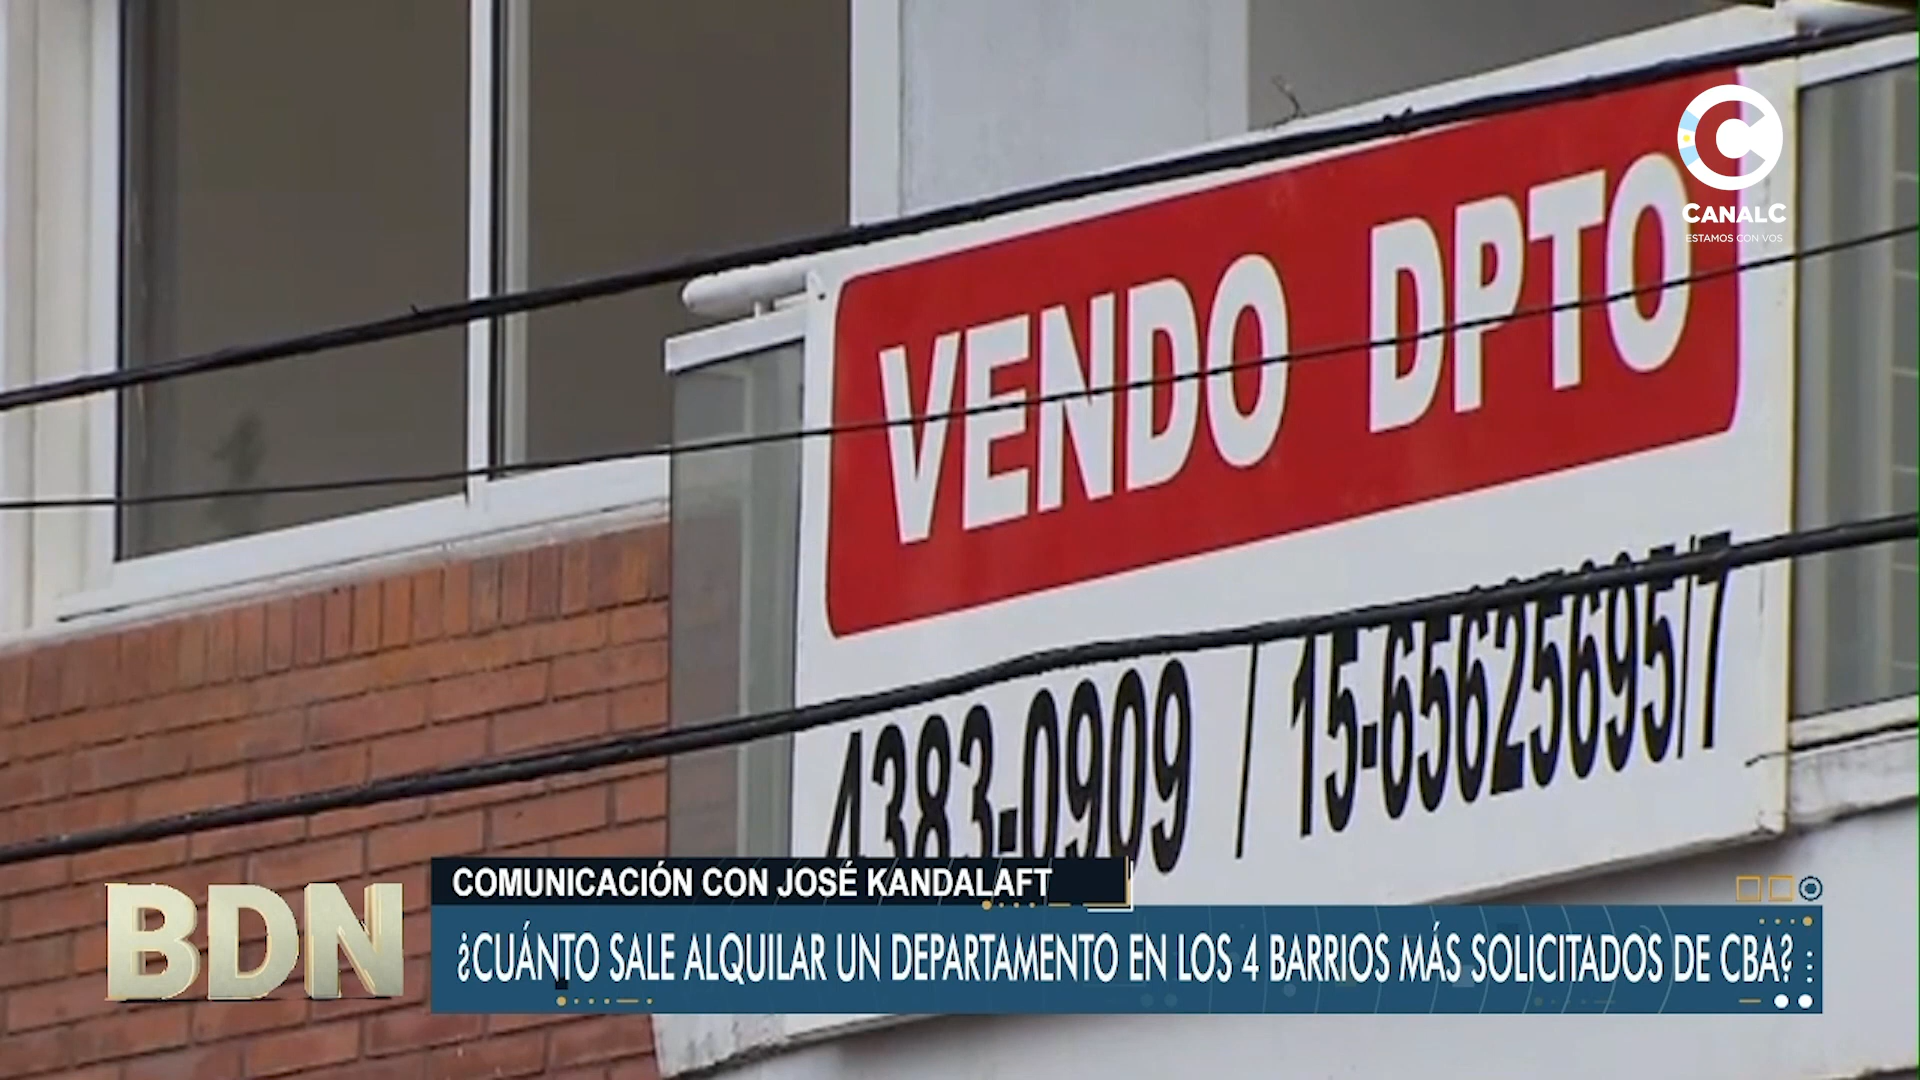 CANALC
ESTAMOS CON VOS
VENDO DPTO
4383-0909 / 15-65625695/7
COMUNICACIÓN CON JOSÉ KANDALAFT
BDN
¿CUÁNTO SALE ALQUILAR UN DEPARTAMENTO EN LOS 4 BARRIOS MÁS SOLICITADOS DE CBA?